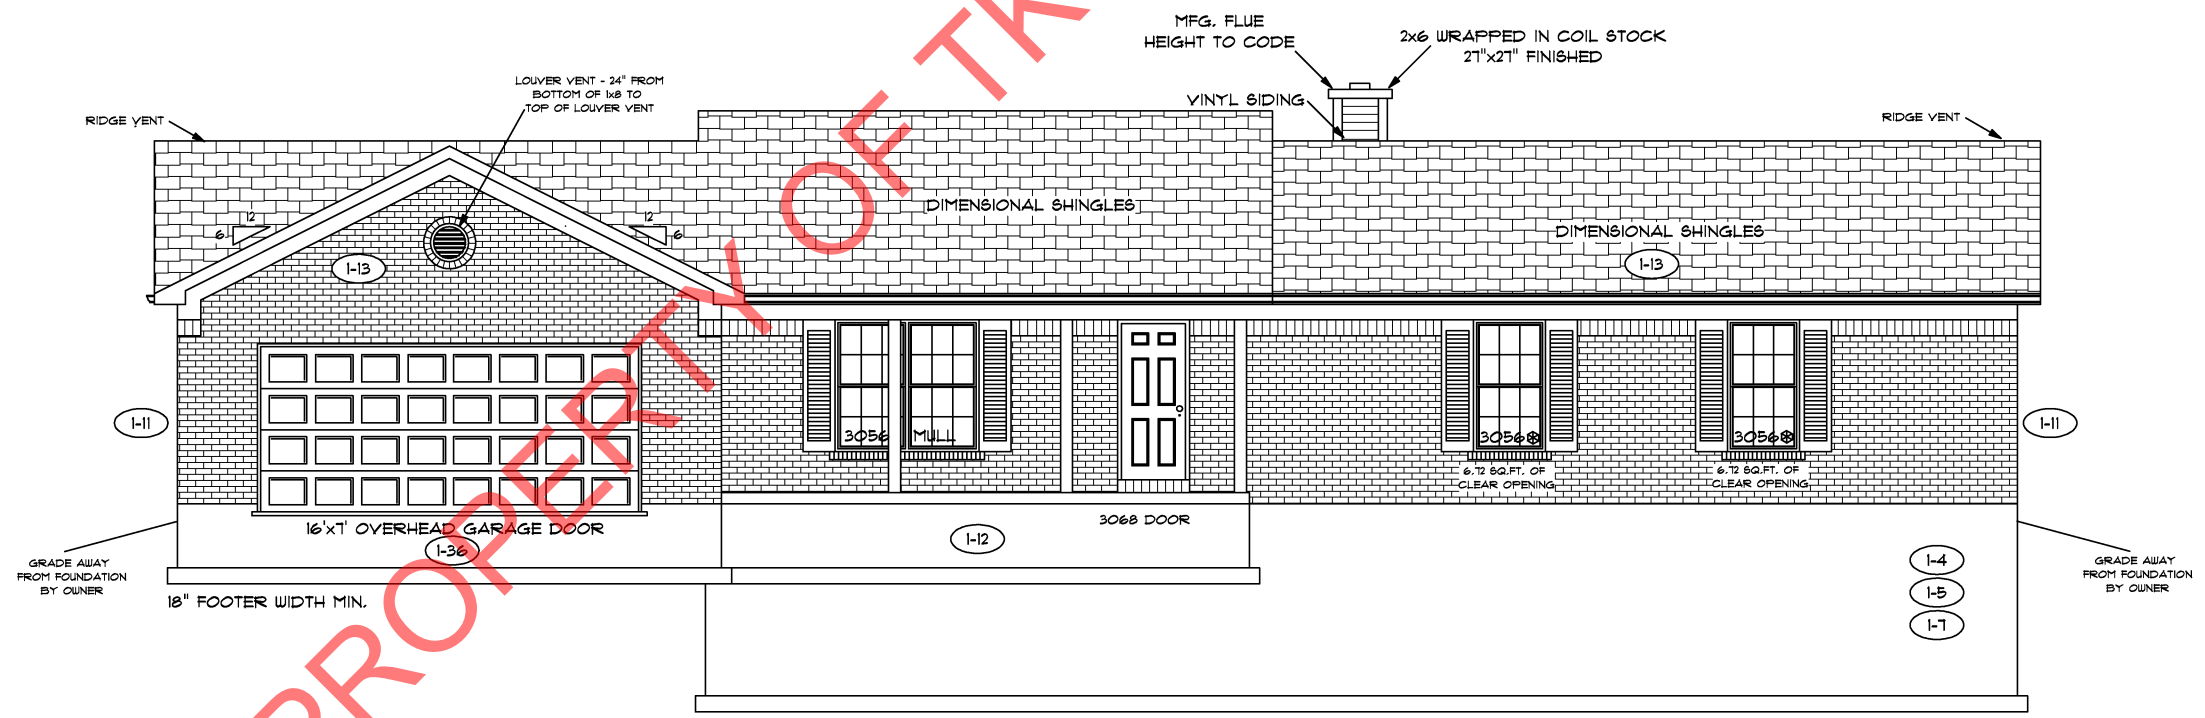 MFG. FLUE
HEIGHT TO CODE
2x6 WRAPPED IN COIL STOCK
27"x27" FINISHED
LOUVER VENT - 24" FROM
BOTTOM OF 1x8 TO
TOP OF LOUVER VENT
VINYL SIDING
RIDGE VENT
RIDGE VENT
DIMENSIONAL SHINGLES
DIMENSIONAL SHINGLES
12
6
12
6
1-13
1-13
1-11
1-11
3056
MULL
3056
3056
6.72 SQ.FT. OF
CLEAR OPENING
6.72 SQ.FT. OF
CLEAR OPENING
16'x7' OVERHEAD GARAGE DOOR
1-36
3068 DOOR
1-12
GRADE AWAY
FROM FOUNDATION
BY OWNER
GRADE AWAY
FROM FOUNDATION
BY OWNER
1-4
1-5
1-7
18" FOOTER WIDTH MIN.
PROPERTY OF TK